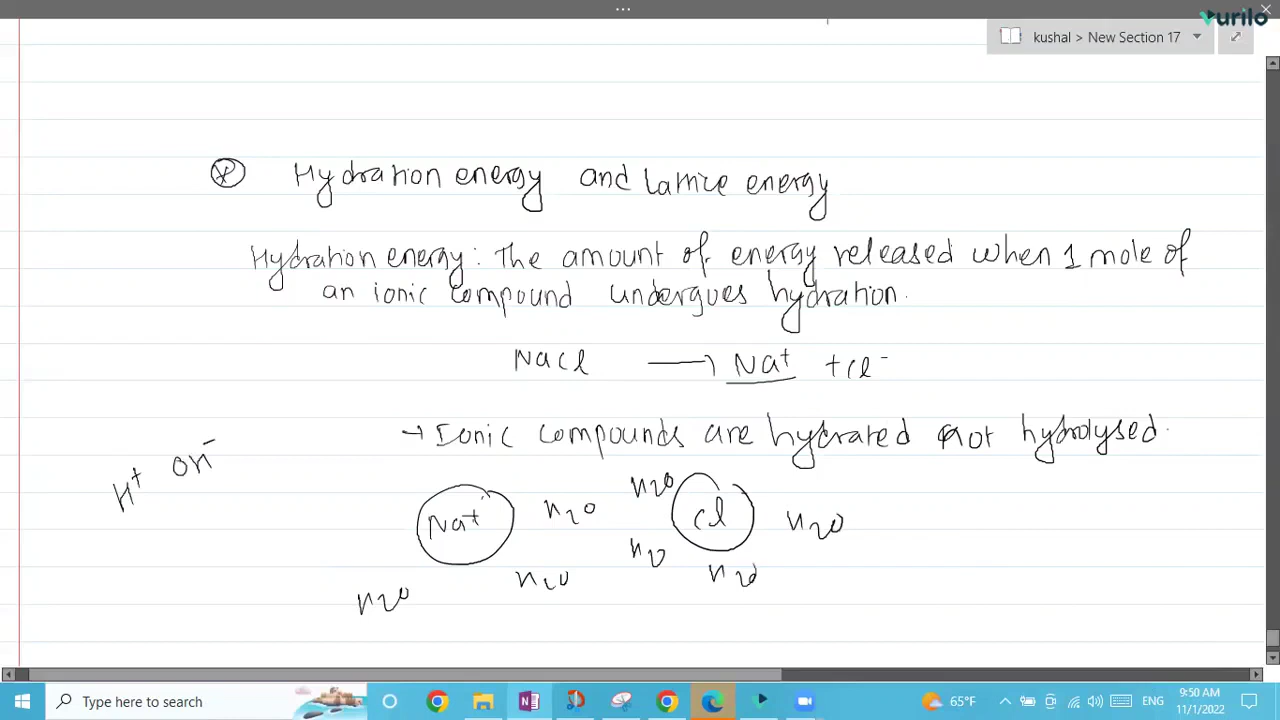 ...
Vurilo
kushal > New Section 17
Hydration energy and Lattice energy
Hydration energy: The amount of energy released when 1 mole of
an ionic compound undergues hydration.
NaCl → Na+ + Cl-
→ Ionic compounds are hydrated not hydrolysed.
H+ OH-
Na+ H2O H2O Cl H2O
H2O H2O H2O
H2O
Type here to search
65°F
ENG
9:50 AM
11/1/2022